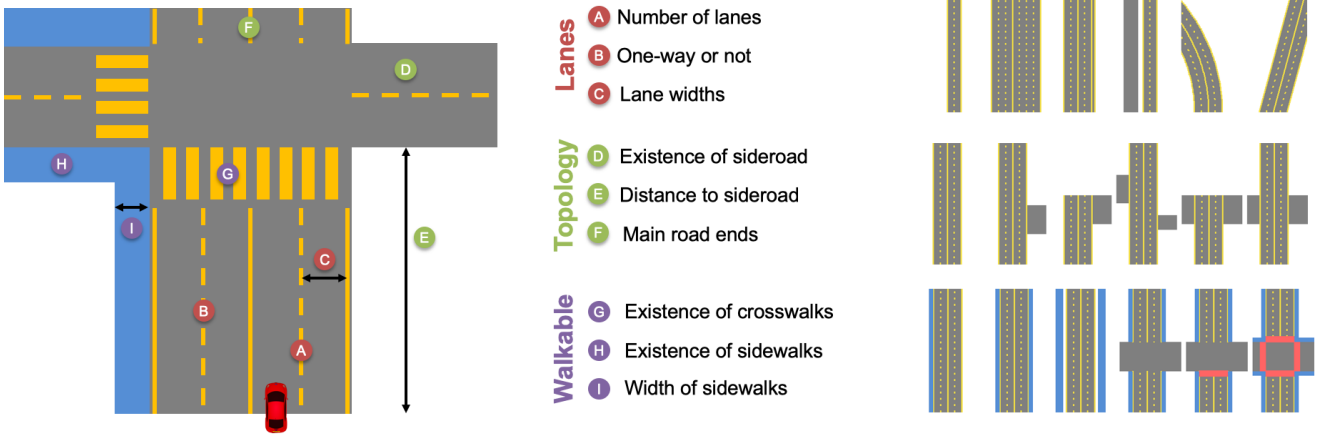 F
D
H
G
I
E
C
B
A
Lanes
A Number of lanes
B One-way or not
C Lane widths
Topology
D Existence of sideroad
E Distance to sideroad
F Main road ends
Walkable
G Existence of crosswalks
H Existence of sidewalks
I Width of sidewalks